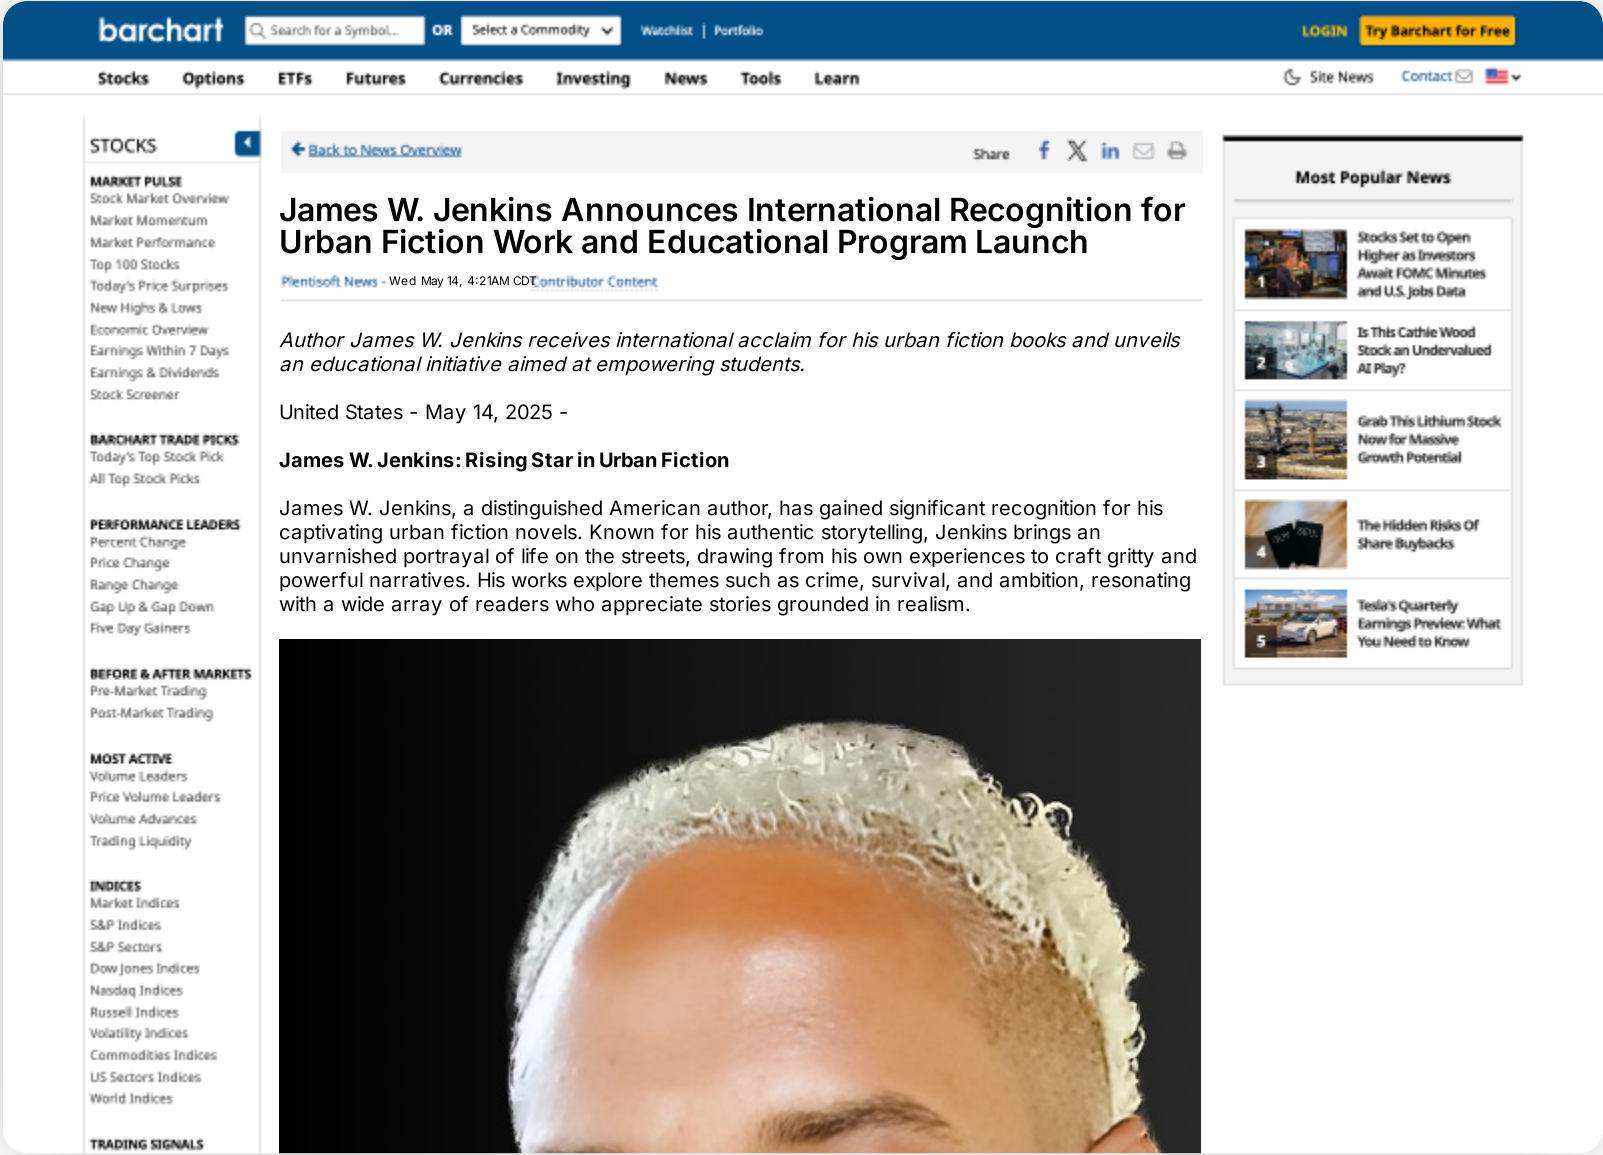 barchart
Search for a Symbol...
OR
Select a Commodity
Watchlist | Portfolio
LOGIN
Try Barchart for Free
Stocks Options ETFs Futures Currencies Investing News Tools Learn
Site News
Contact
STOCKS
MARKET PULSE
Stock Market Overview
Market Momentum
Market Performance
Top 100 Stocks
Today's Price Surprises
New Highs & Lows
Economic Overview
Earnings Within 7 Days
Earnings & Dividends
Stock Screener
BARCHART TRADE PICKS
Today's Top Stock Pick
All Top Stock Picks
PERFORMANCE LEADERS
Percent Change
Price Change
Range Change
Gap Up & Gap Down
Five Day Gainers
BEFORE & AFTER MARKETS
Pre-Market Trading
Post-Market Trading
MOST ACTIVE
Volume Leaders
Price Volume Leaders
Volume Advances
Trading Liquidity
INDICES
Market Indices
S&P Indices
S&P Sectors
Dow Jones Indices
Nasdaq Indices
Russell Indices
Volatility Indices
Commodities Indices
US Sectors Indices
World Indices
TRADING SIGNALS
Back to News Overview
Share
James W. Jenkins Announces International Recognition for
Urban Fiction Work and Educational Program Launch
Plentisoft News - Wed May 14, 4:21AM CDT Contributor Content
Author James W. Jenkins receives international acclaim for his urban fiction books and unveils
an educational initiative aimed at empowering students.
United States - May 14, 2025 -
James W. Jenkins: Rising Star in Urban Fiction
James W. Jenkins, a distinguished American author, has gained significant recognition for his
captivating urban fiction novels. Known for his authentic storytelling, Jenkins brings an
unvarnished portrayal of life on the streets, drawing from his own experiences to craft gritty and
powerful narratives. His works explore themes such as crime, survival, and ambition, resonating
with a wide array of readers who appreciate stories grounded in realism.
Most Popular News
1
Stocks Set to Open
Higher as Investors
Await FOMC Minutes
and U.S. Jobs Data
2
Is This Cathie Wood
Stock an Undervalued
AI Play?
3
Grab This Lithium Stock
Now for Massive
Growth Potential
4
The Hidden Risks Of
Share Buybacks
5
Tesla's Quarterly
Earnings Preview: What
You Need to Know